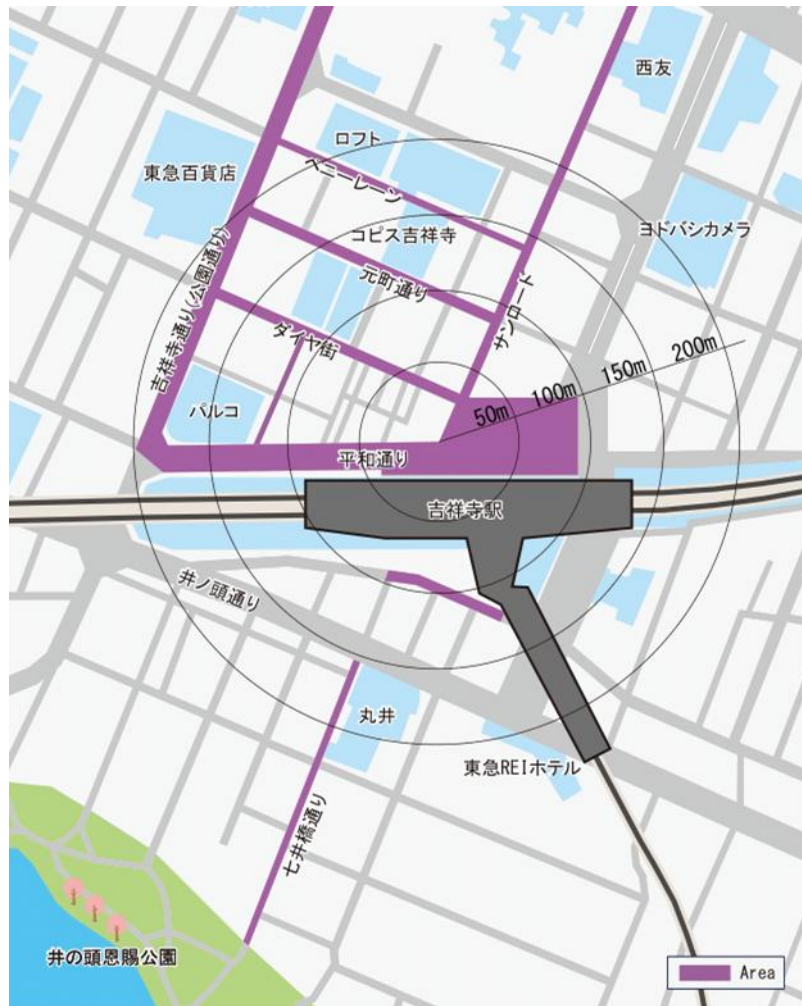 西友
ロフト
東急百貨店
ペニーレーン
ヨドバシカメラ
コピス吉祥寺
元町通り
サンロード
吉祥寺通り(公園通り)
ダイヤ街
200m
150m
100m
50m
パルコ
平和通り
吉祥寺駅
井ノ頭通り
丸井
東急REIホテル
七井橋通り
井の頭恩賜公園
Area